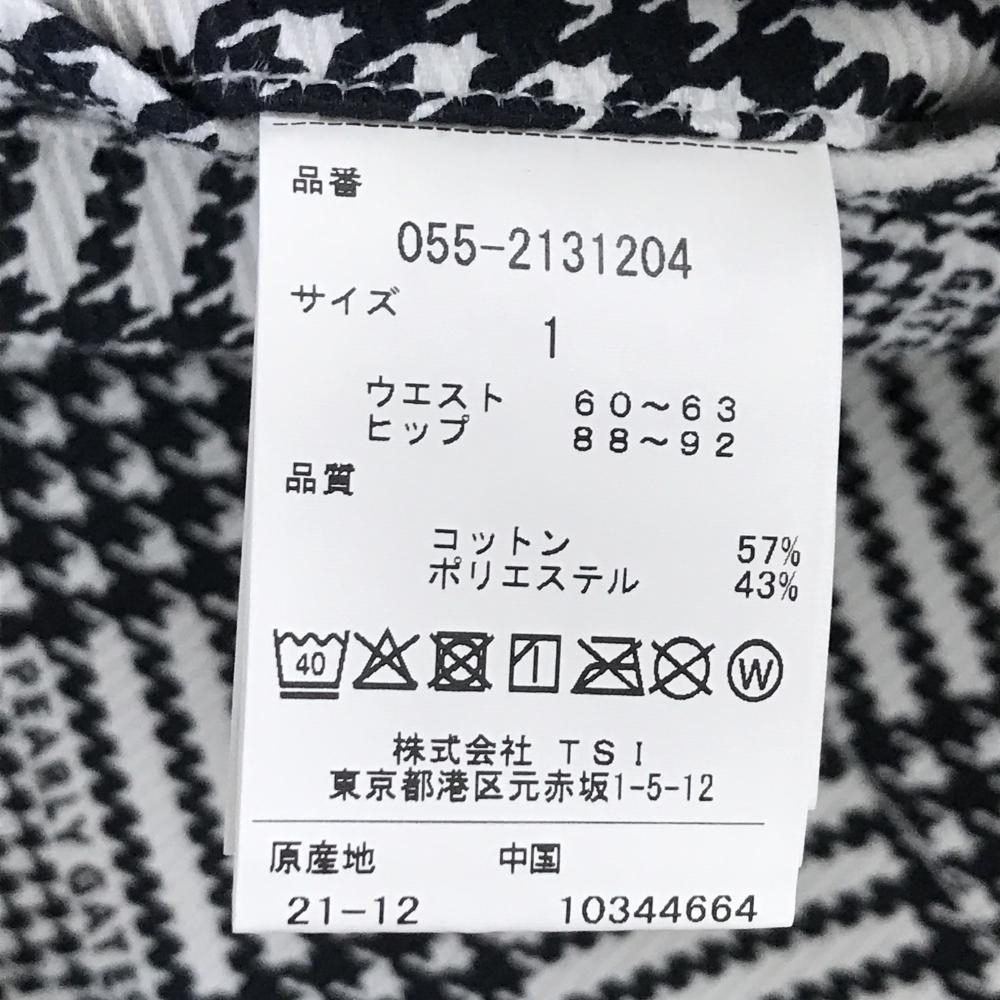 品番
055-2131204
サイズ
1
ウエスト 60～63
ヒップ 88～92
品質
コットン 57%
ポリエステル 43%
40
W
株式会社 TSI
東京都港区元赤坂1-5-12
原産地 中国
21-12 10344664
PEARLY GATE